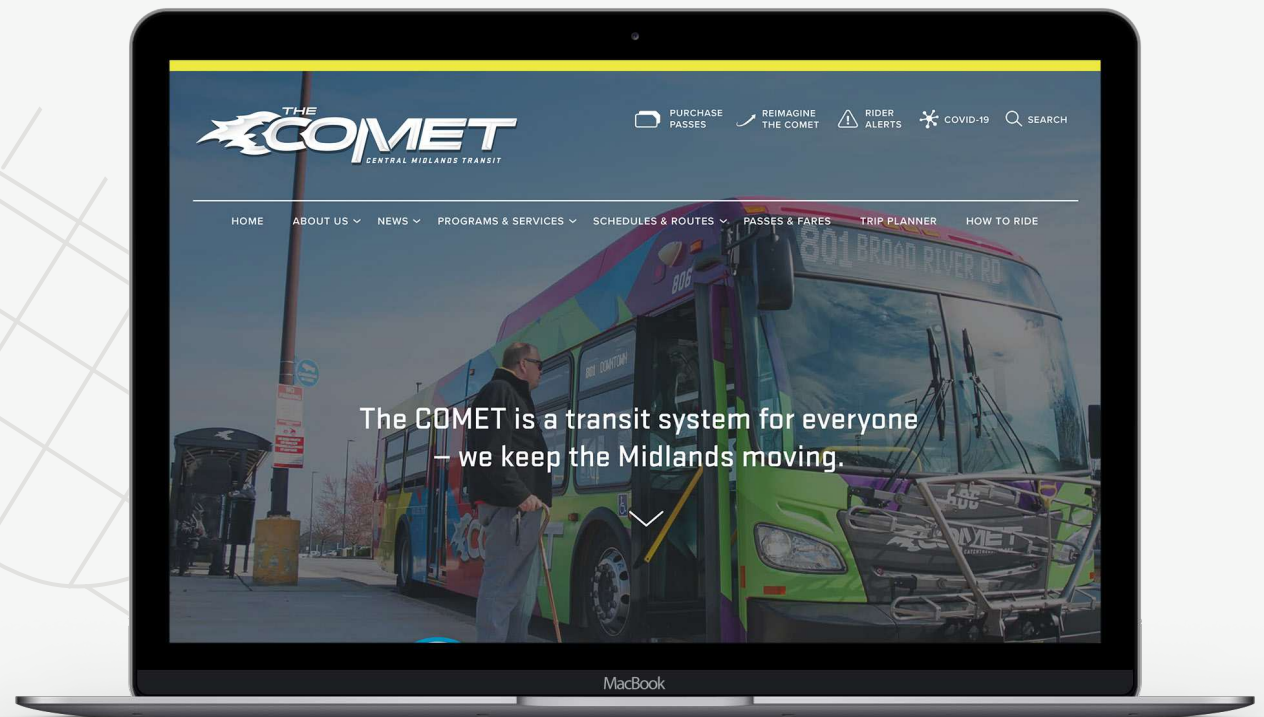 THE
COMET
CENTRAL MIDLANDS TRANSIT
PURCHASE
PASSES
REIMAGINE
THE COMET
RIDER
ALERTS
COVID-19
SEARCH
HOME ABOUT US NEWS PROGRAMS & SERVICES SCHEDULES & ROUTES PASSES & FARES TRIP PLANNER HOW TO RIDE
801 BROAD RIVER RD
806
801 DOWNTOWN
The COMET is a transit system for everyone
– we keep the Midlands moving.
606
COMET
MacBook